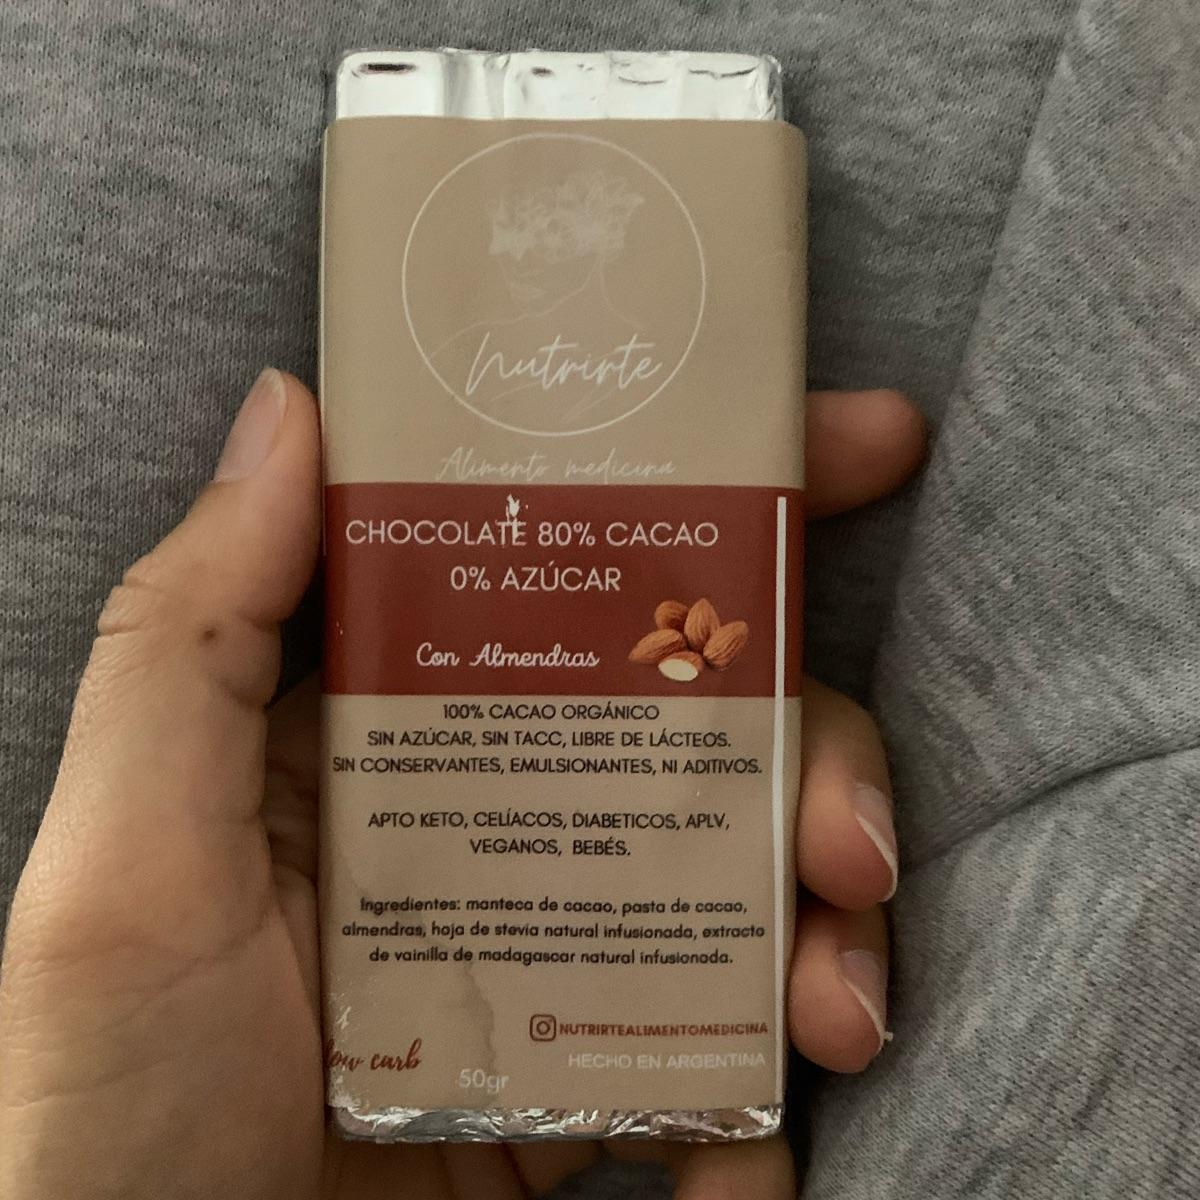 Nutrirte
Alimento medicina
CHOCOLATE 80% CACAO
0% AZÚCAR
Con Almendras
100% CACAO ORGÁNICO
SIN AZÚCAR, SIN TACC, LIBRE DE LÁCTEOS.
SIN CONSERVANTES, EMULSIONANTES, NI ADITIVOS.
APTO KETO, CELÍACOS, DIABETICOS, APLV,
VEGANOS, BEBÉS.
Ingredientes: manteca de cacao, pasta de cacao,
almendras, hoja de stevia natural infusionada, extracto
de vainilla de madagascar natural infusionada.
NUTRIRTEALIMENTOMEDICINA
low carb
HECHO EN ARGENTINA
50gr